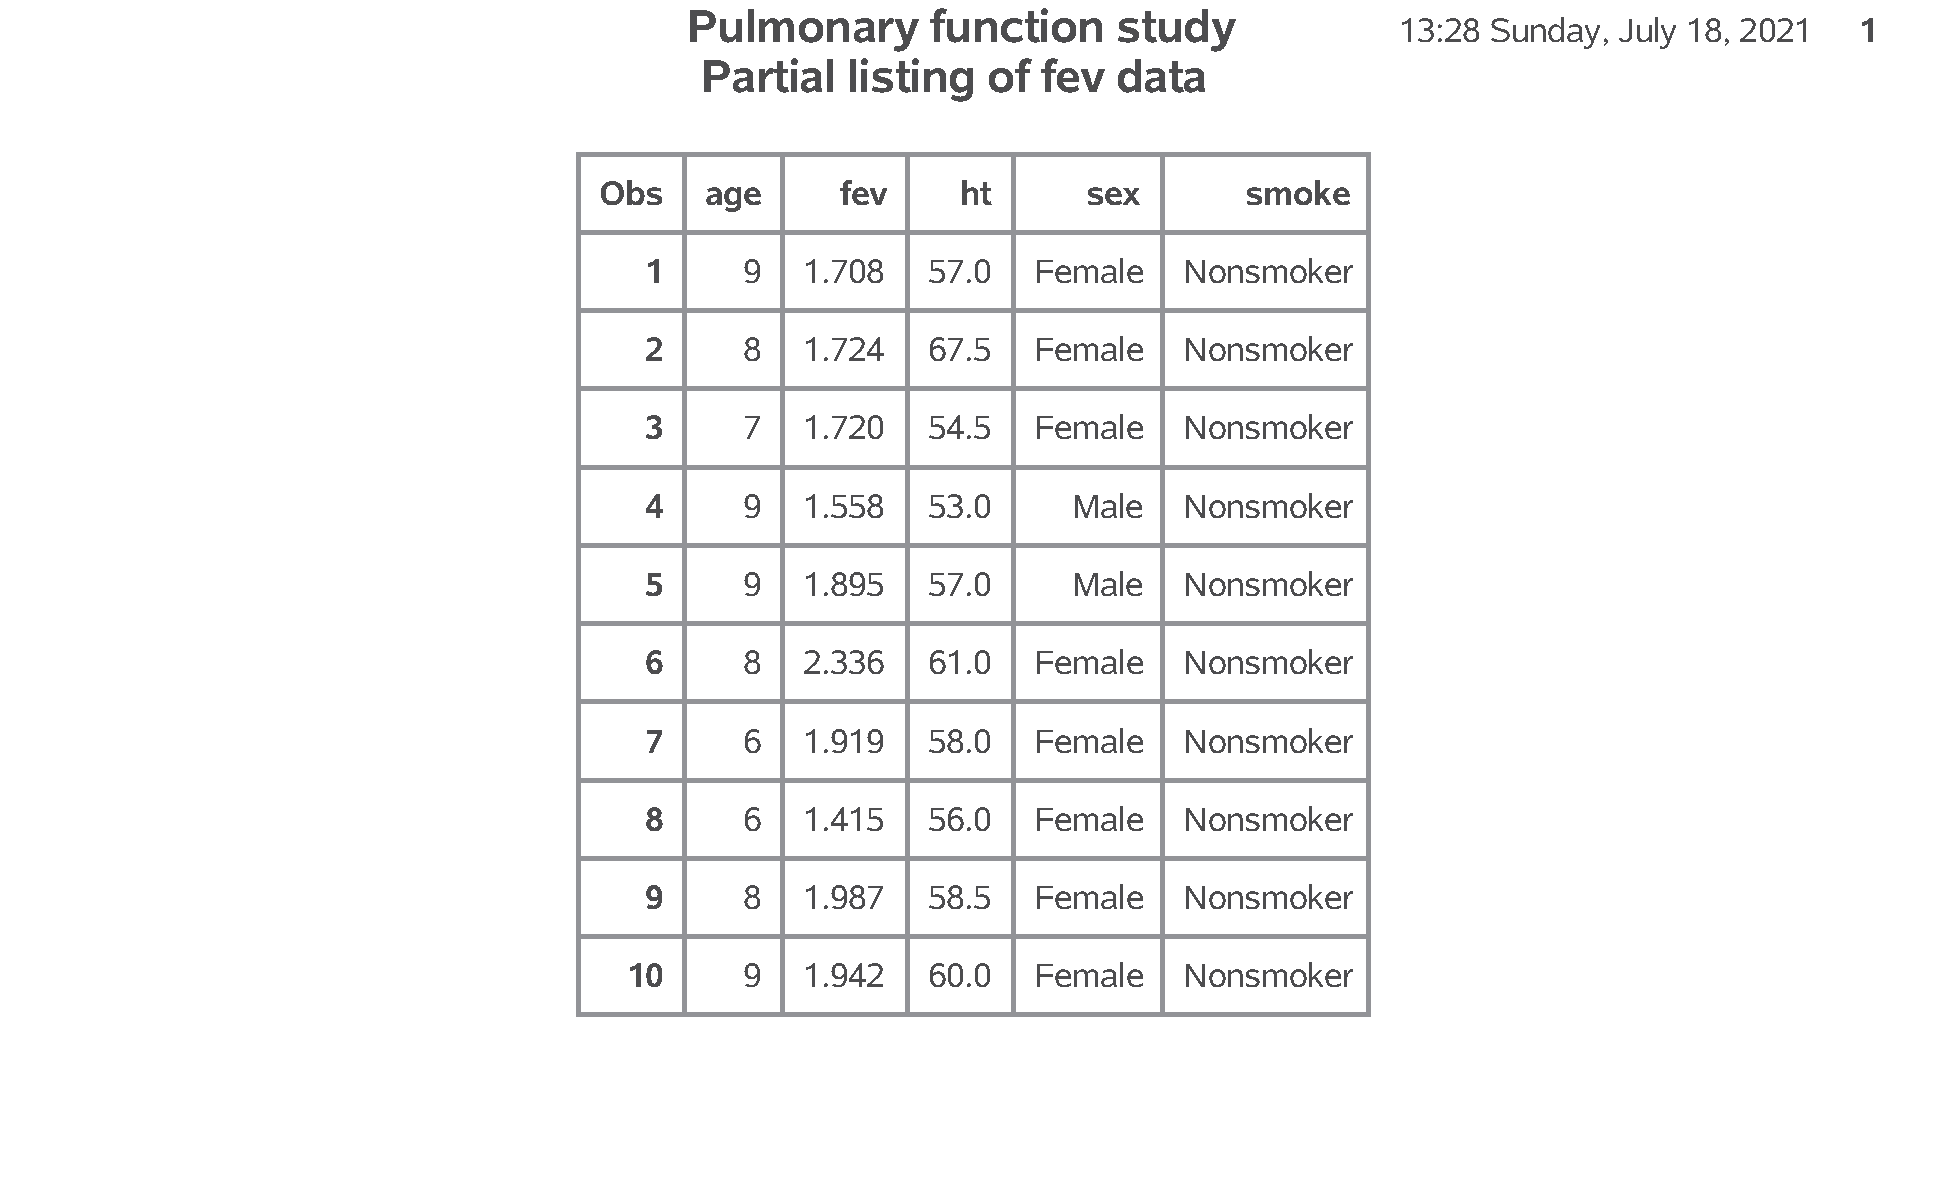 Pulmonary function study 13:28 Sunday, July 18, 2021 1
Partial listing of fev data
Obs age fev ht sex smoke
1 9 1.708 57.0 Female Nonsmoker
2 8 1.724 67.5 Female Nonsmoker
3 7 1.720 54.5 Female Nonsmoker
4 9 1.558 53.0 Male Nonsmoker
5 9 1.895 57.0 Male Nonsmoker
6 8 2.336 61.0 Female Nonsmoker
7 6 1.919 58.0 Female Nonsmoker
8 6 1.415 56.0 Female Nonsmoker
9 8 1.987 58.5 Female Nonsmoker
10 9 1.942 60.0 Female Nonsmoker